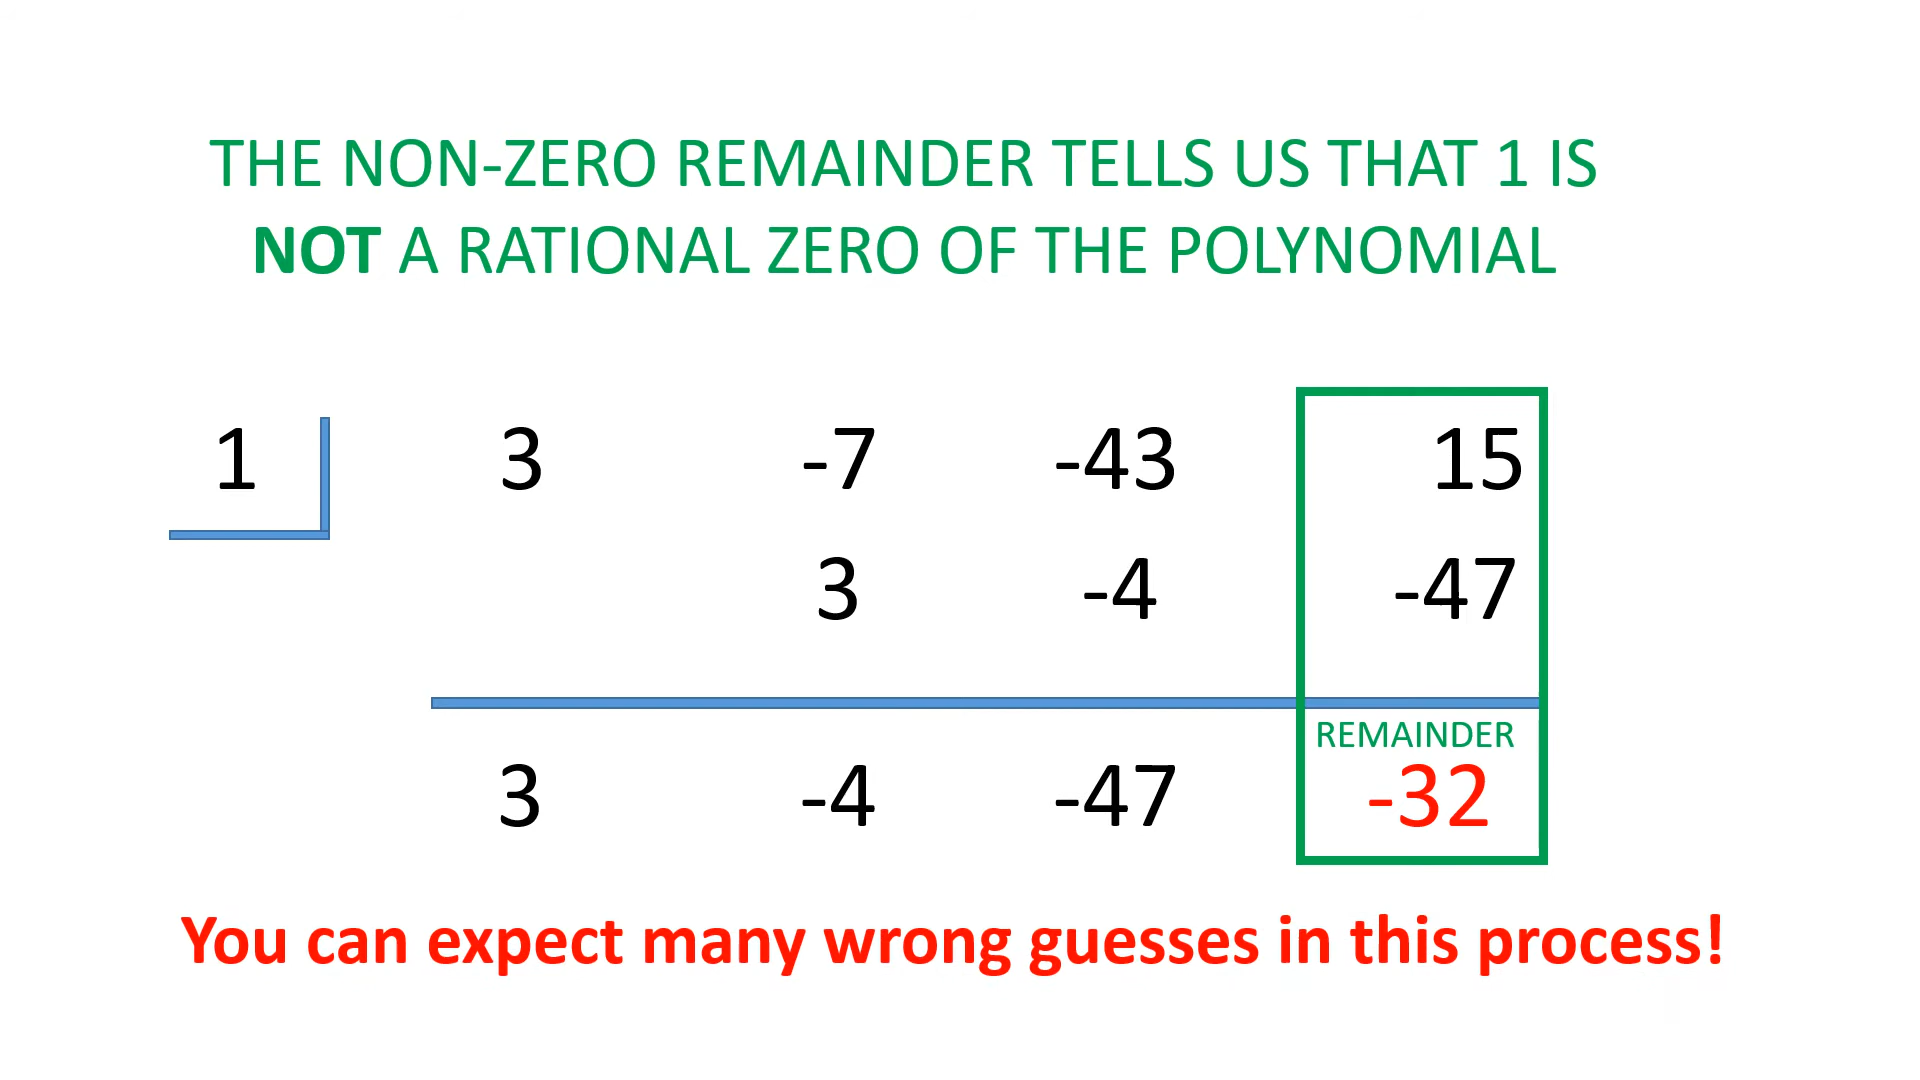 THE NON-ZERO REMAINDER TELLS US THAT 1 IS
NOT A RATIONAL ZERO OF THE POLYNOMIAL
1 3 -7 -43 15
3 -4 -47
REMAINDER
3 -4 -47 -32
You can expect many wrong guesses in this process!